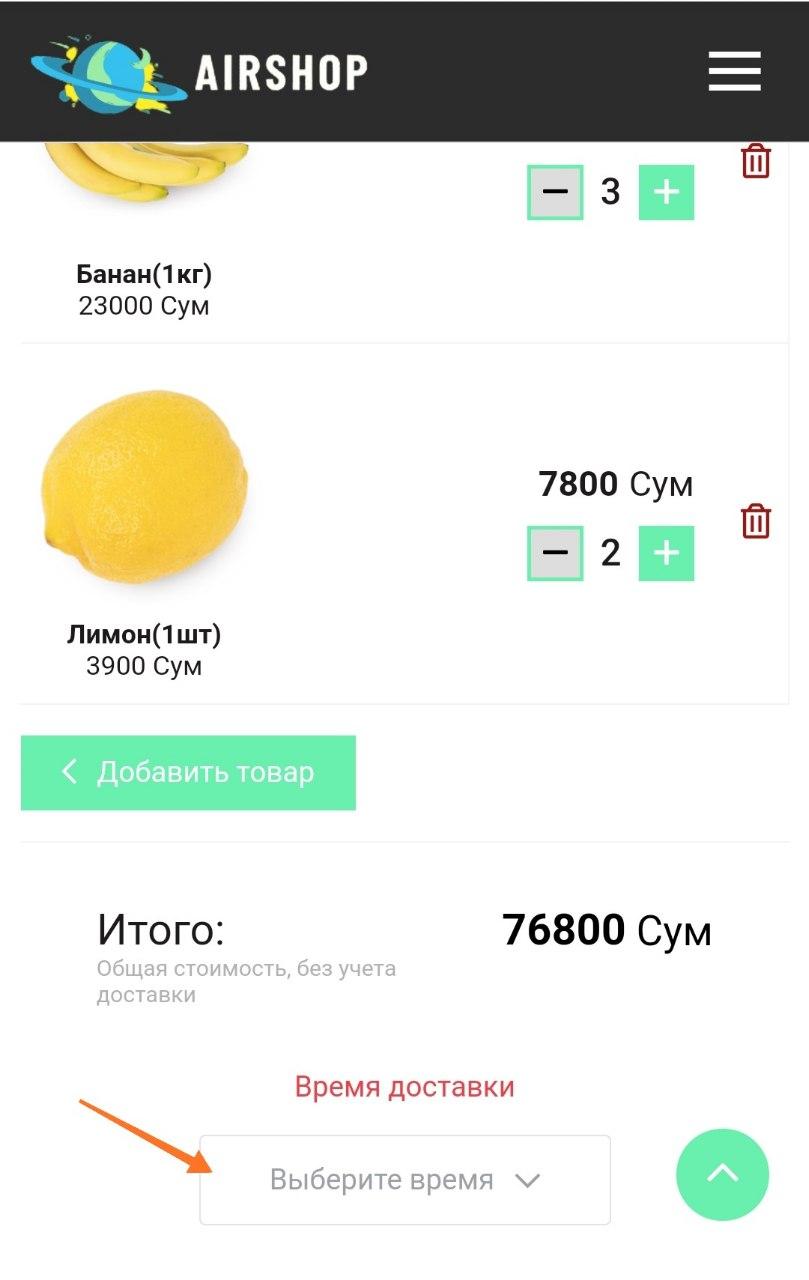 AIRSHOP
3
Банан(1кг)
23000 Сум
7800 Сум
2
Лимон(1шт)
3900 Сум
Добавить товар
Итого:
76800 Сум
Общая стоимость, без учета
доставки
Время доставки
Выберите время